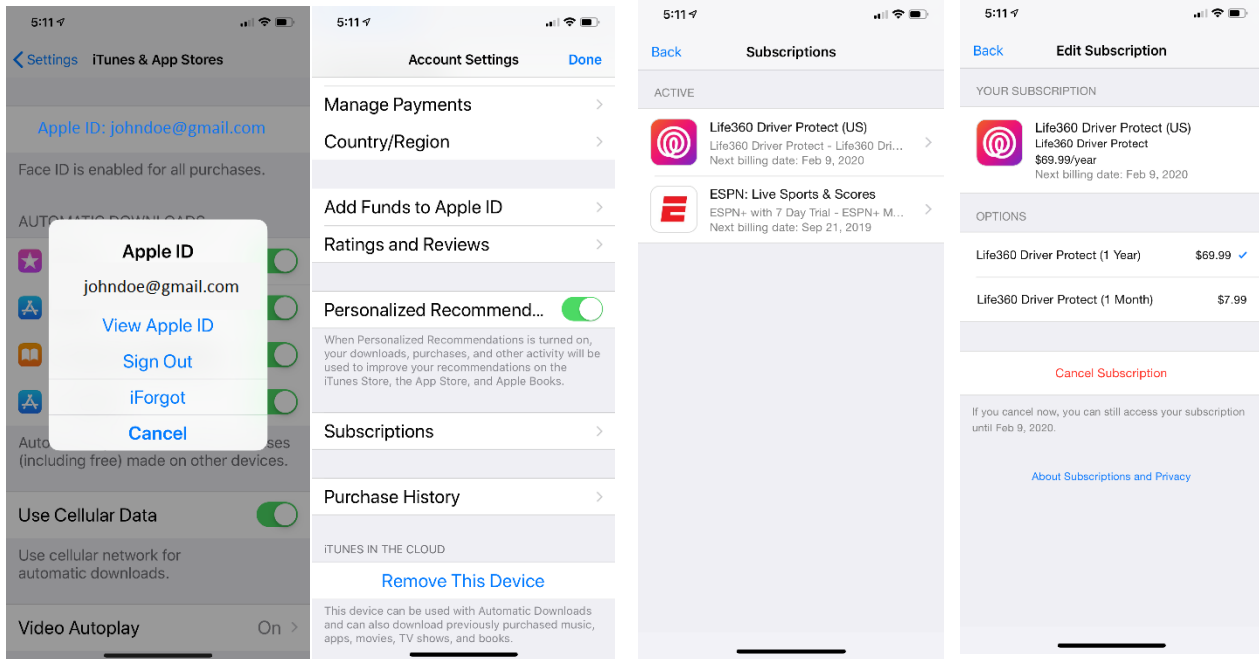 5:11
Settings
iTunes & App Stores
Apple ID: johndoe@gmail.com
Face ID is enabled for all purchases.
AUTOMATIC DOWNLOADS
Apple ID
johndoe@gmail.com
View Apple ID
Sign Out
iForgot
Cancel
Auto
ses
(including free) made on other devices.
Use Cellular Data
Use cellular network for
automatic downloads.
Video Autoplay
On
5:11
Account Settings
Done
Manage Payments
Country/Region
Add Funds to Apple ID
Ratings and Reviews
Personalized Recommend...
When Personalized Recommendations is turned on,
your downloads, purchases, and other activity will be
used to improve your recommendations on the
iTunes Store, the App Store, and Apple Books.
Subscriptions
Purchase History
iTUNES IN THE CLOUD
Remove This Device
This device can be used with Automatic Downloads
and can also download previously purchased music,
apps, movies, TV shows, and books.
5:11
Back
Subscriptions
ACTIVE
Life360 Driver Protect (US)
Life360 Driver Protect - Life360 Dri...
Next billing date: Feb 9, 2020
ESPN: Live Sports & Scores
ESPN+ with 7 Day Trial - ESPN+ M...
Next billing date: Sep 21, 2019
5:11
Back
Edit Subscription
YOUR SUBSCRIPTION
Life360 Driver Protect (US)
Life360 Driver Protect
$69.99/year
Next billing date: Feb 9, 2020
OPTIONS
Life360 Driver Protect (1 Year)
$69.99
Life360 Driver Protect (1 Month)
$7.99
Cancel Subscription
If you cancel now, you can still access your subscription
until Feb 9, 2020.
About Subscriptions and Privacy